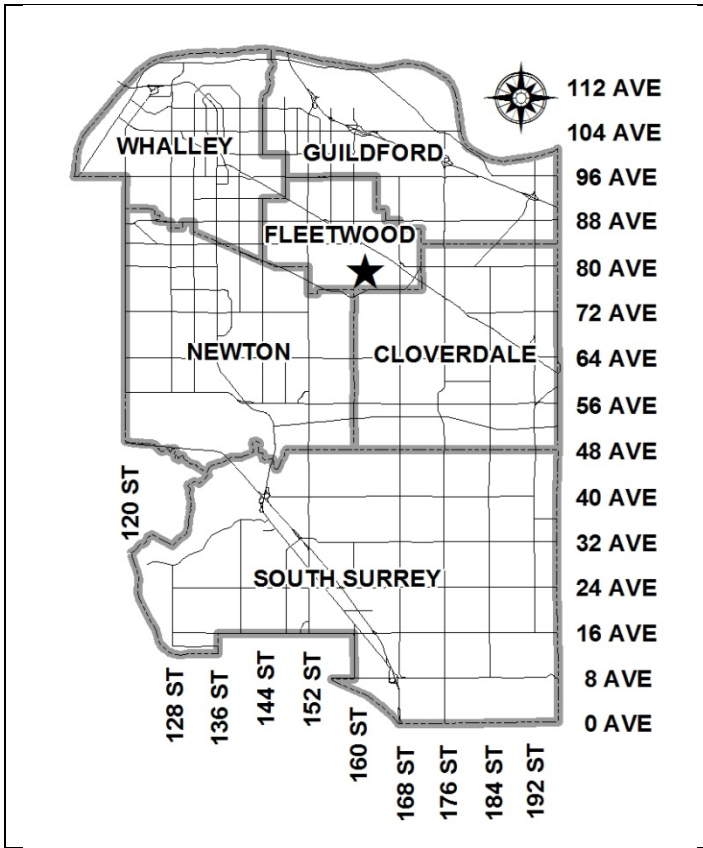 112 AVE
104 AVE
WHALLEY
GUILDFORD
96 AVE
88 AVE
FLEETWOOD
80 AVE
72 AVE
NEWTON
CLOVERDALE
64 AVE
56 AVE
48 AVE
120 ST
40 AVE
32 AVE
SOUTH SURREY
24 AVE
16 AVE
8 AVE
0 AVE
128 ST
136 ST
144 ST
152 ST
160 ST
168 ST
176 ST
184 ST
192 ST